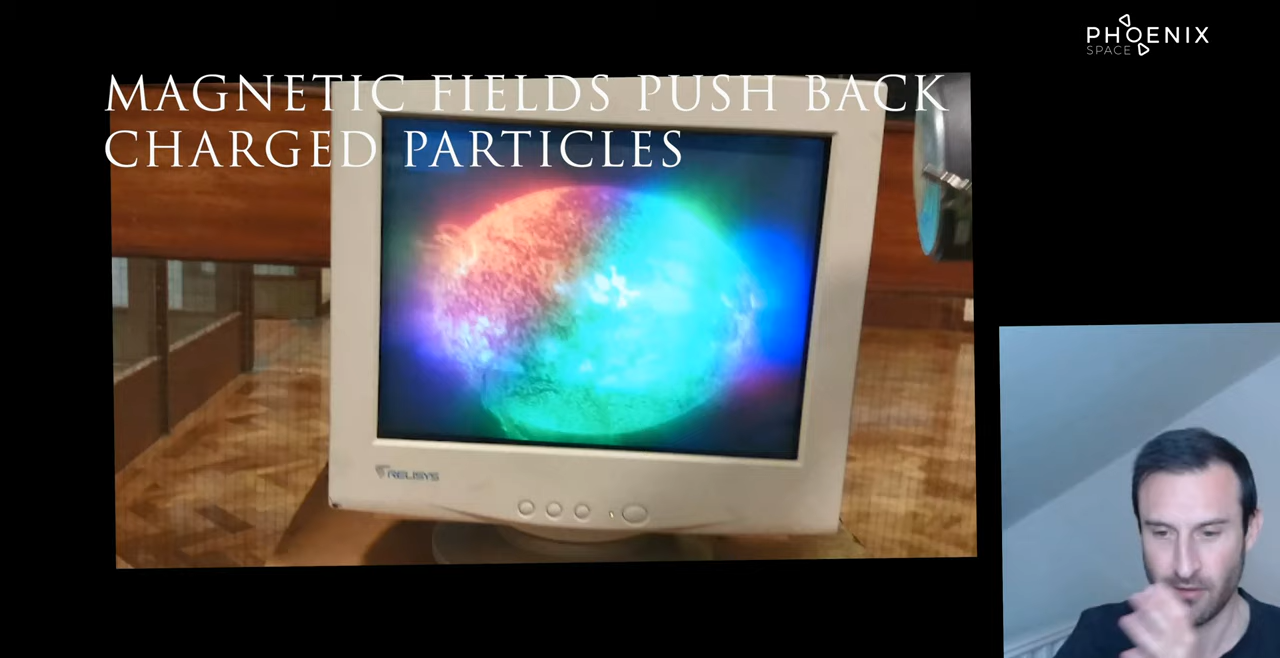 PHOENIX
SPACE
MAGNETIC FIELDS PUSH BACK
CHARGED PARTICLES
RELISYS